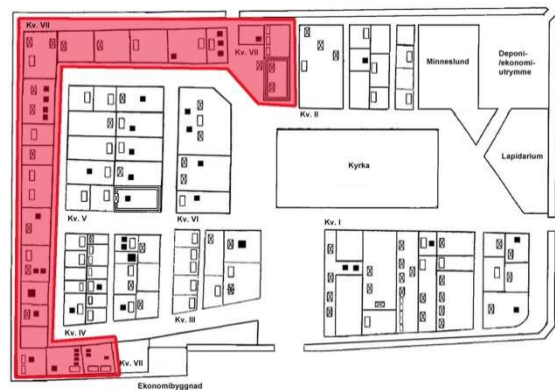 Kv. VII
Kv. VII
Kv. II
Minneslund
Deponi-
/ekonomi-
utrymme
Kyrka
Lapidarium
Kv. V
Kv. VI
Kv. I
Kv. IV
Kv. III
Kv. VII
Ekonomibyggnad